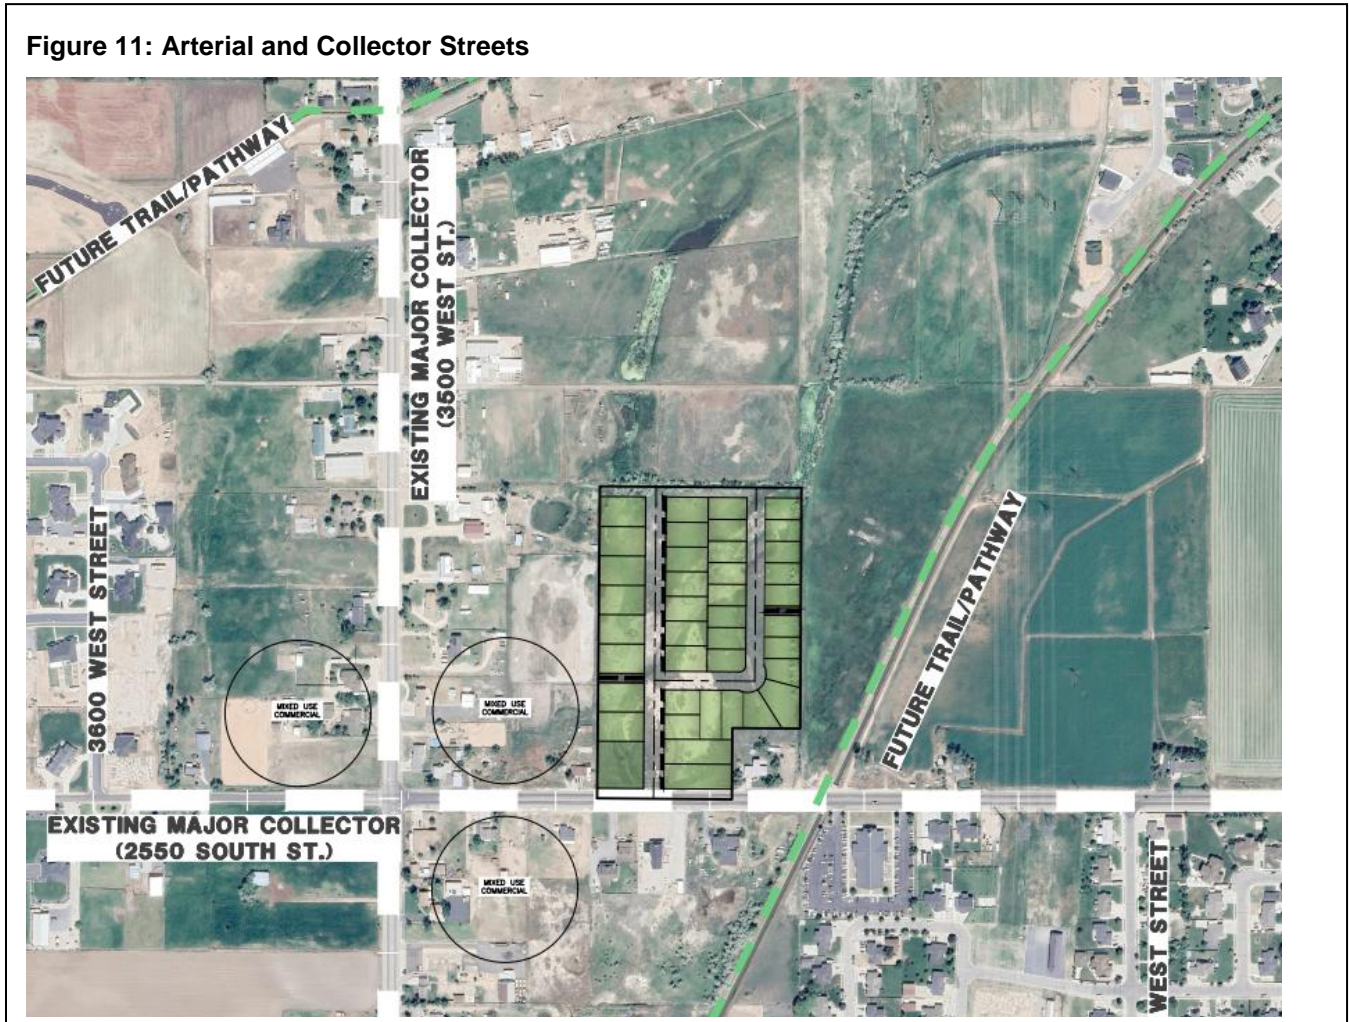 Figure 11: Arterial and Collector Streets
FUTURE TRAIL/PATHWAY
EXISTING MAJOR COLLECTOR
(3500 WEST ST.)
3600 WEST STREET
MIXED USE
COMMERCIAL
MIXED USE
COMMERCIAL
FUTURE TRAIL/PATHWAY
EXISTING MAJOR COLLECTOR
(2550 SOUTH ST.)
MIXED USE
COMMERCIAL
WEST STREET